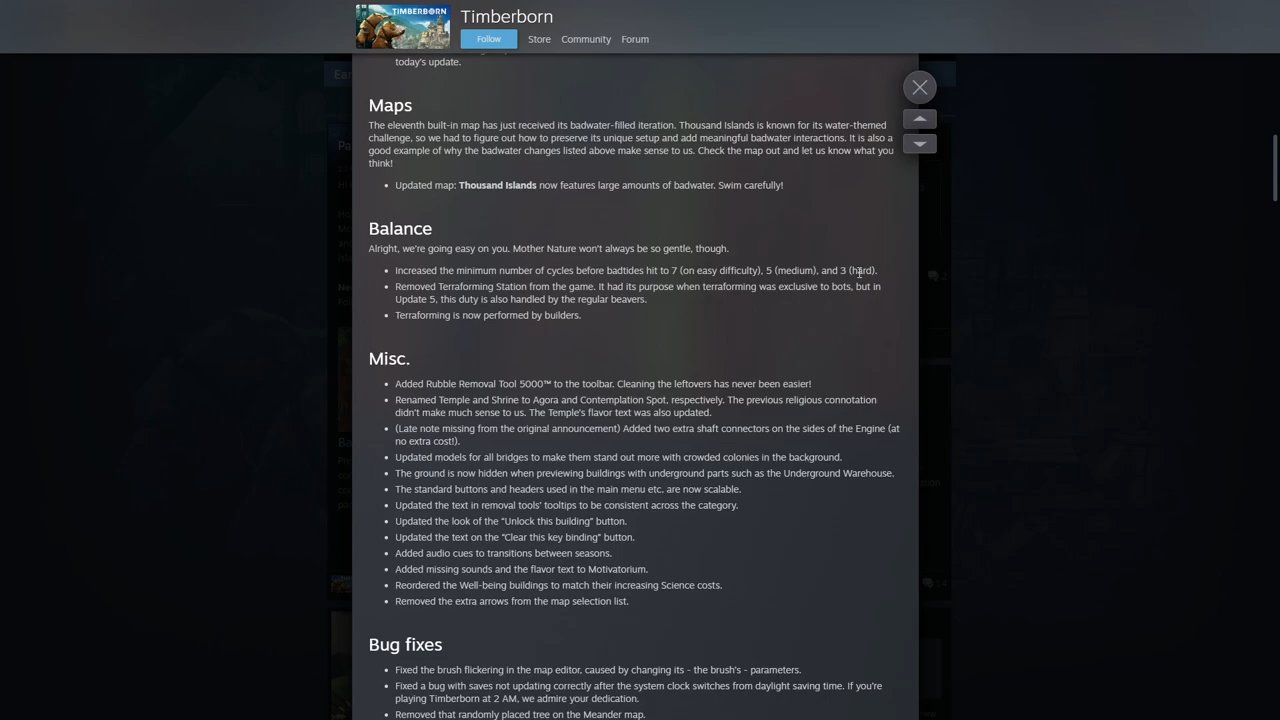 TIMBERBORN
Timberborn
Follow
Store
Community
Forum
today's update.
Maps
The eleventh built-in map has just received its badwater-filled iteration. Thousand Islands is known for its water-themed
challenge, so we had to figure out how to preserve its unique setup and add meaningful badwater interactions. It is also a
good example of why the badwater changes listed above make sense to us. Check the map out and let us know what you
think!
• Updated map: Thousand Islands now features large amounts of badwater. Swim carefully!
Balance
Alright, we're going easy on you. Mother Nature won't always be so gentle, though.
• Increased the minimum number of cycles before badtides hit to 7 (on easy difficulty), 5 (medium), and 3 (hard).
• Removed Terraforming Station from the game. It had its purpose when terraforming was exclusive to bots, but in
Update 5, this duty is also handled by the regular beavers.
• Terraforming is now performed by builders.
Misc.
• Added Rubble Removal Tool 5000™ to the toolbar. Cleaning the leftovers has never been easier!
• Renamed Temple and Shrine to Agora and Contemplation Spot, respectively. The previous religious connotation
didn't make much sense to us. The Temple's flavor text was also updated.
• (Late note missing from the original announcement) Added two extra shaft connectors on the sides of the Engine (at
no extra cost!).
• Updated models for all bridges to make them stand out more with crowded colonies in the background.
• The ground is now hidden when previewing buildings with underground parts such as the Underground Warehouse.
• The standard buttons and headers used in the main menu etc, are now scalable.
• Updated the text in removal tools' tooltips to be consistent across the category.
• Updated the look of the "Unlock this building" button.
• Updated the text on the "Clear this key binding" button.
• Added audio cues to transitions between seasons.
• Added missing sounds and the flavor text to Motivatorium.
• Reordered the Well-being buildings to match their increasing Science costs.
• Removed the extra arrows from the map selection list.
Bug fixes
• Fixed the brush flickering in the map editor, caused by changing its - the brush's - parameters.
• Fixed a bug with saves not updating correctly after the system clock switches from daylight saving time. If you're
playing Timberborn at 2 AM, we admire your dedication.
• Removed that randomly placed tree on the Meander map.